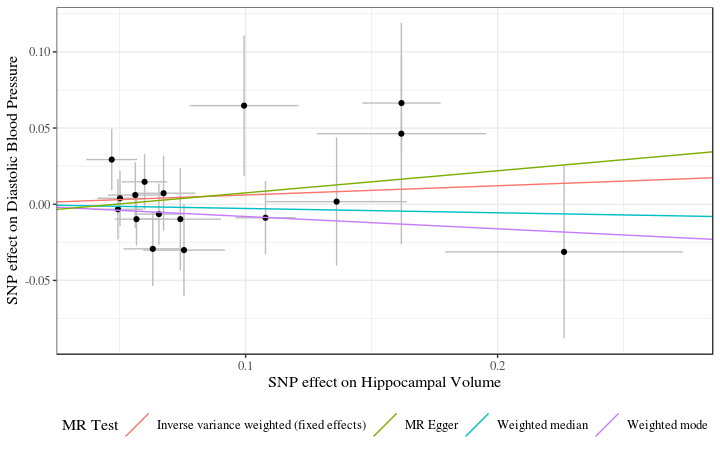 SNP effect on Diastolic Blood Pressure
0.10
0.05
0.00
-0.05
0.1
0.2
SNP effect on Hippocampal Volume
MR Test
Inverse variance weighted (fixed effects)
MR Egger
Weighted median
Weighted mode